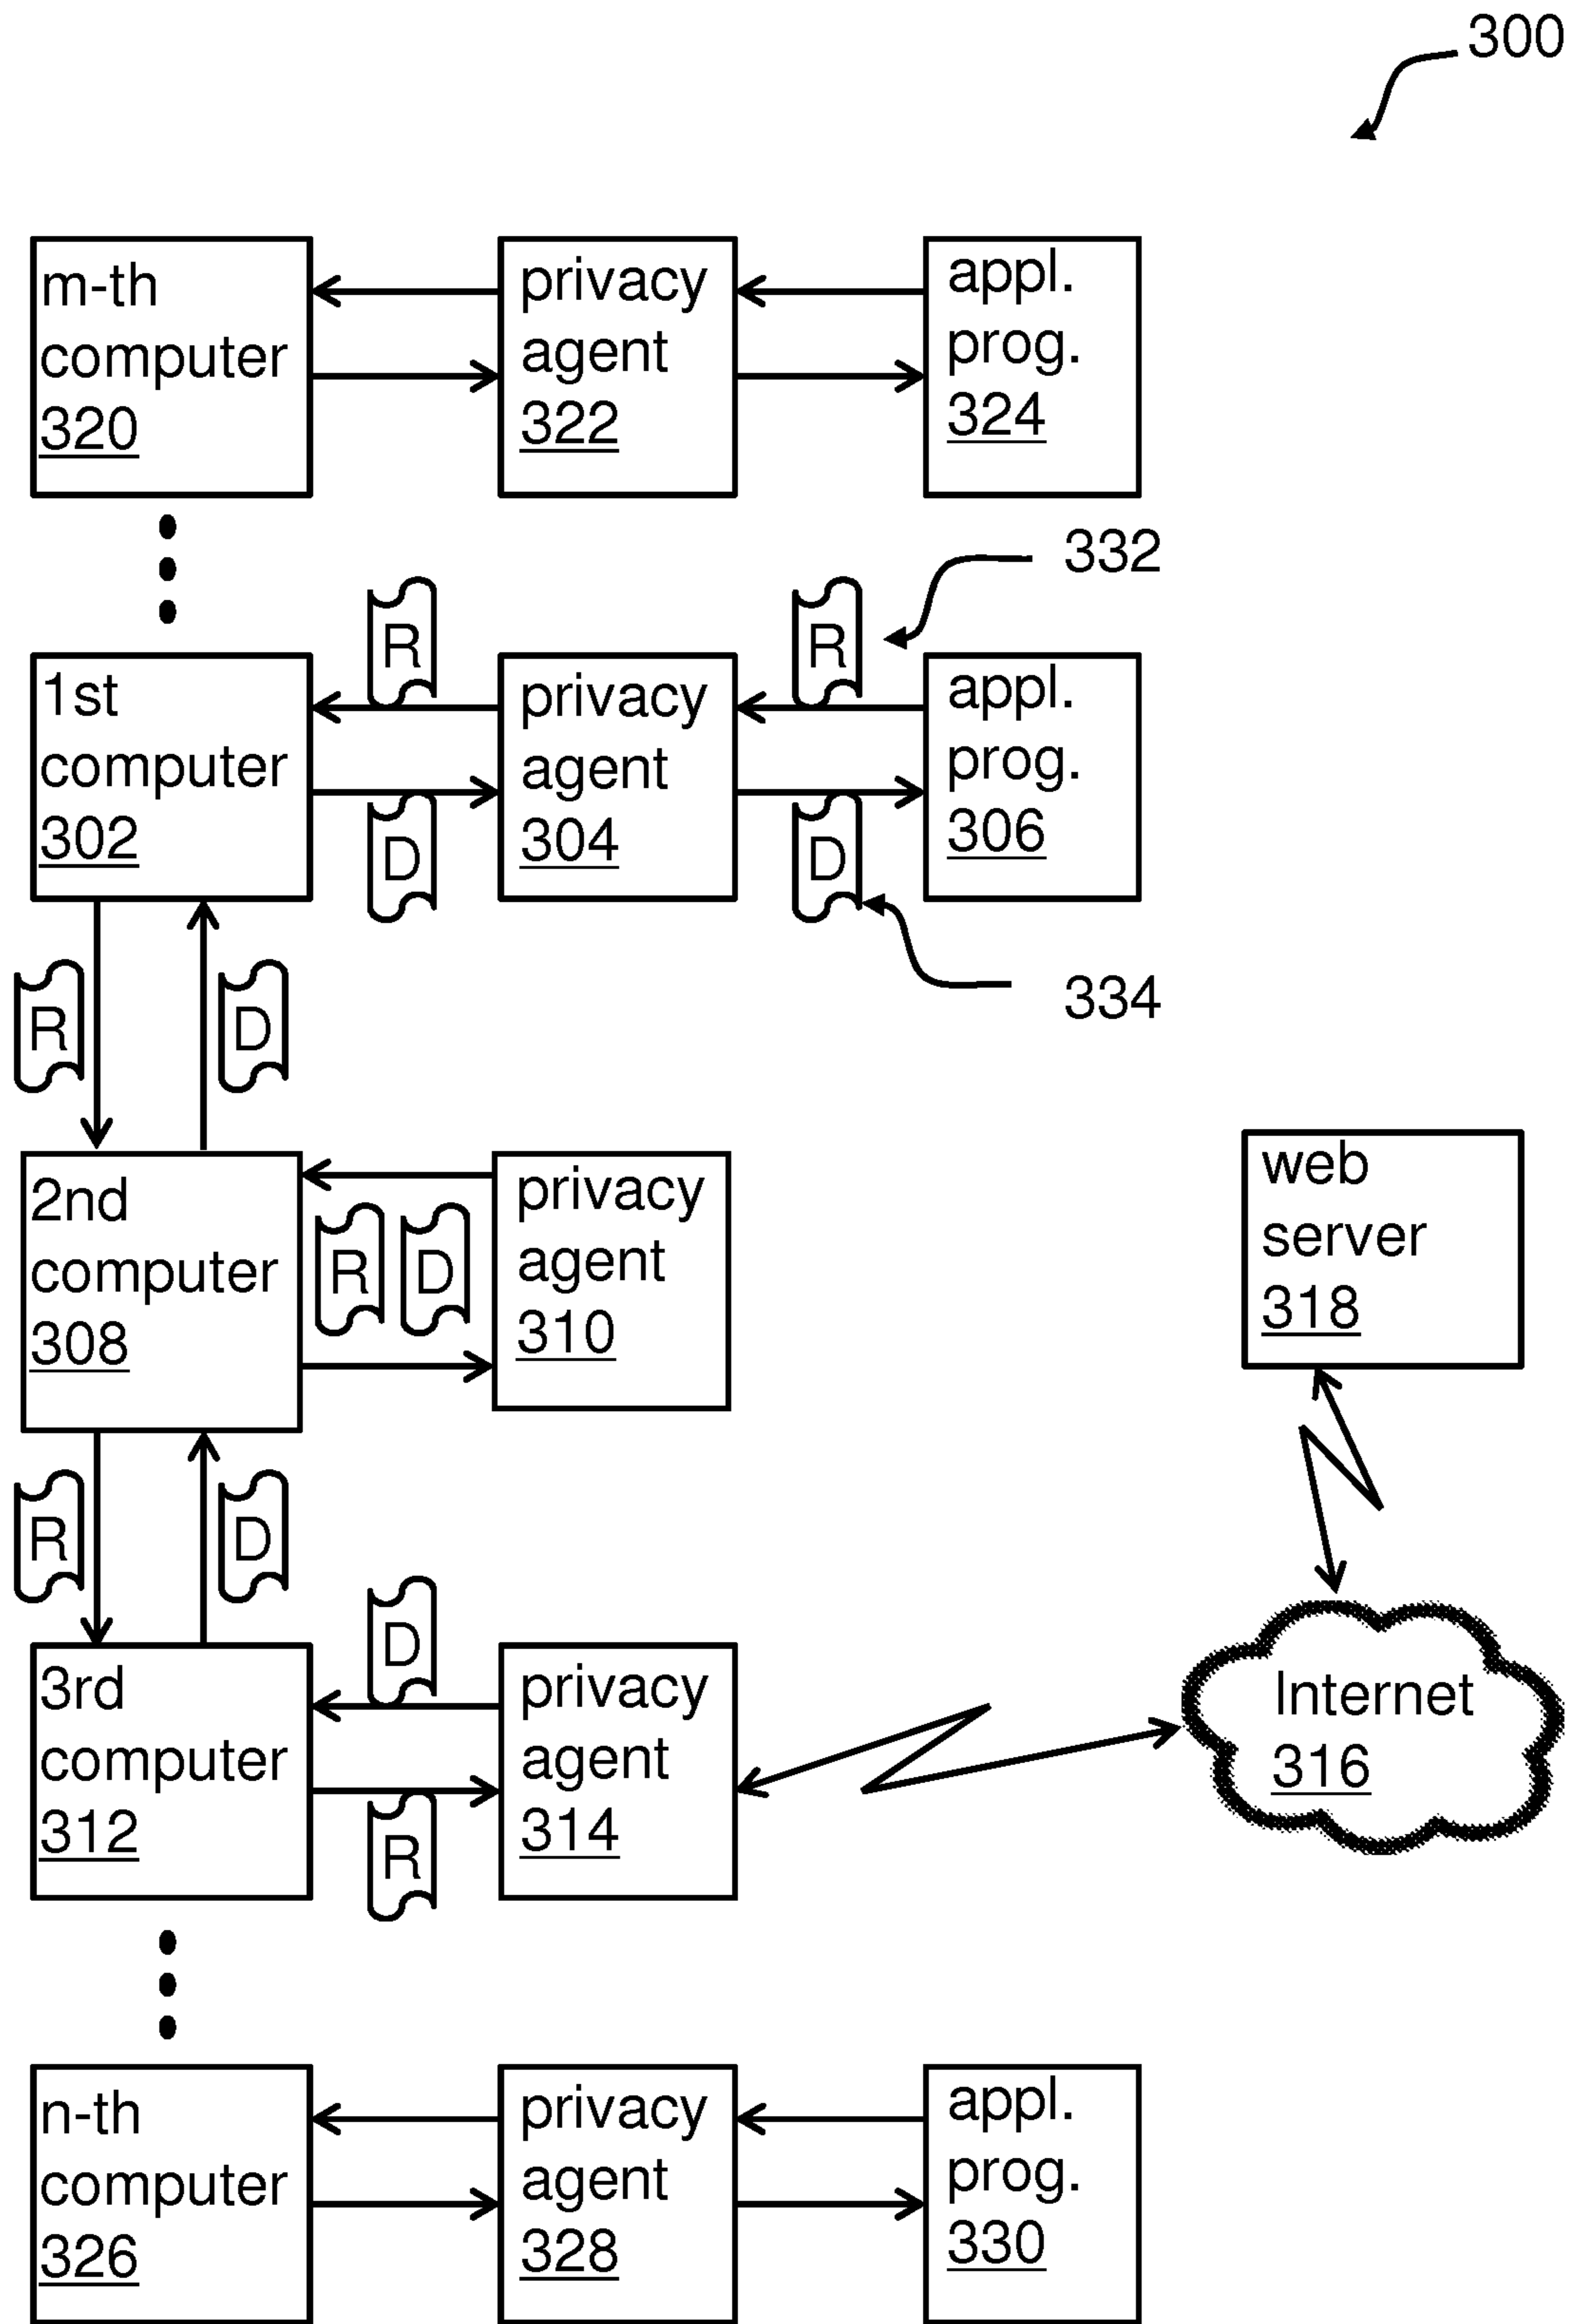 300
m-th
computer
320
privacy
agent
322
appl.
prog.
324
332
R
R
1st
computer
302
privacy
agent
304
appl.
prog.
306
D
D
334
R
D
2nd
computer
308
R
D
privacy
agent
310
web
server
318
R
D
D
3rd
computer
312
privacy
agent
314
R
Internet
316
n-th
computer
326
privacy
agent
328
appl.
prog.
330